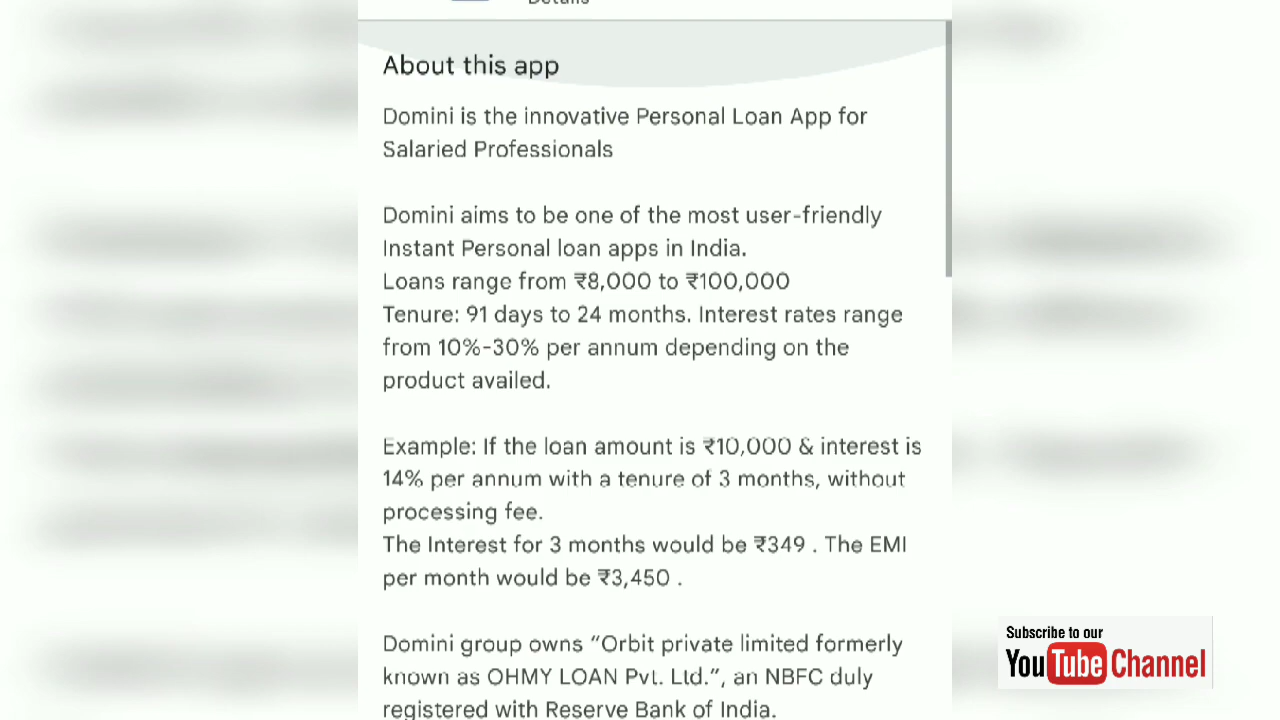 Details
About this app
Domini is the innovative Personal Loan App for
Salaried Professionals
Domini aims to be one of the most user-friendly
Instant Personal loan apps in India.
Loans range from ₹8,000 to ₹100,000
Tenure: 91 days to 24 months. Interest rates range
from 10%-30% per annum depending on the
product availed.
Example: If the loan amount is ₹10,000 & interest is
14% per annum with a tenure of 3 months, without
processing fee.
The Interest for 3 months would be ₹349 . The EMI
per month would be ₹3,450 .
Domini group owns “Orbit private limited formerly
known as OHMY LOAN Pvt. Ltd.”, an NBFC duly
registered with Reserve Bank of India.
Subscribe to our
YouTube Channel